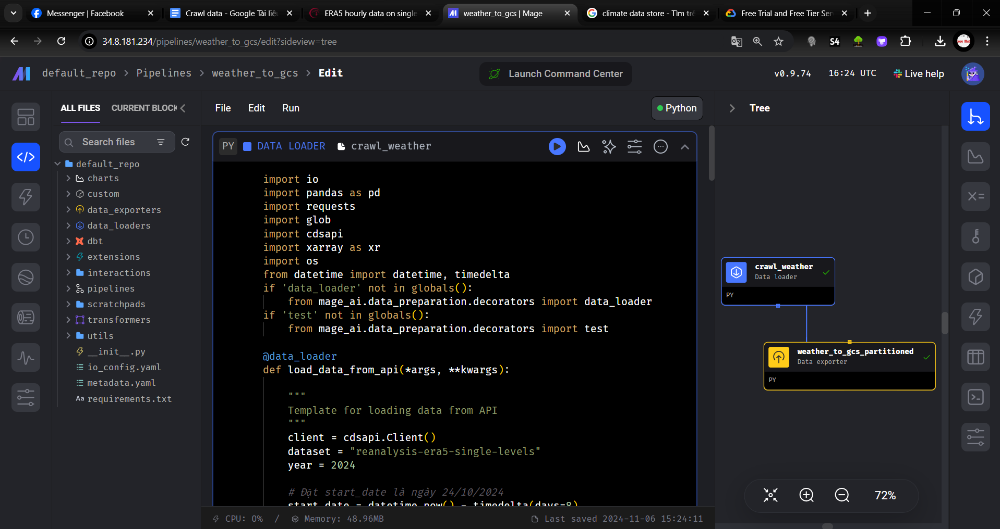 Messenger | Facebook
Crawl data - Google Tài liệu
ERA5 hourly data on single
weather_to_gcs | Mage
climate data store - Tìm trê
Free Trial and Free Tier Ser
34.8.181.234/pipelines/weather_to_gcs/edit?sideview=tree
S4
default_repo > Pipelines > weather_to_gcs > Edit
Launch Command Center
v0.9.74
16:24 UTC
Live help
ALL FILES
CURRENT BLOCK
Search files
default_repo
charts
custom
data_exporters
data_loaders
dbt
extensions
interactions
pipelines
scratchpads
transformers
utils
__init__.py
io_config.yaml
metadata.yaml
Aa requirements.txt
File
Edit
Run
Python
PY
DATA LOADER
crawl_weather
import io
import pandas as pd
import requests
import glob
import cdsapi
import xarray as xr
import os
from datetime import datetime, timedelta
if 'data_loader' not in globals():
    from mage_ai.data_preparation.decorators import data_loader
if 'test' not in globals():
    from mage_ai.data_preparation.decorators import test
@data_loader
def load_data_from_api(*args, **kwargs):
    """
    Template for loading data from API
    """
    client = cdsapi.Client()
    dataset = "reanalysis-era5-single-levels"
    year = 2024
    # Đặt start_date là ngày 24/10/2024
    start_date = datetime.now() - timedelta(days=8)
CPU: 0% / Memory: 48.96MB
Last saved 2024-11-06 15:24:11
Tree
crawl_weather
Data loader
PY
weather_to_gcs_partitioned
Data exporter
PY
72%